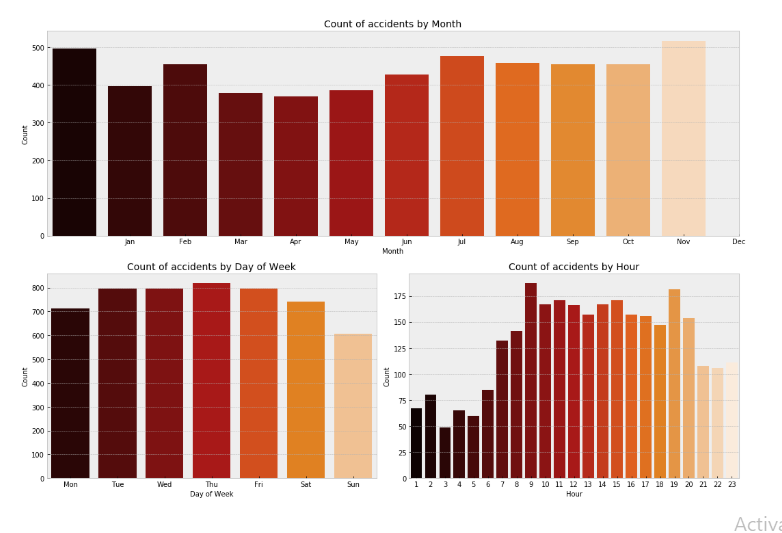 Count of accidents by Month
500
400
300
200
100
0
Count
Jan Feb Mar Apr May Jun Jul Aug Sep Oct Nov Dec
Month
Count of accidents by Day of Week
800
700
600
500
400
300
200
100
0
Count
Mon Tue Wed Thu Fri Sat Sun
Day of Week
Count of accidents by Hour
175
150
125
100
75
50
25
0
Count
1 2 3 4 5 6 7 8 9 10 11 12 13 14 15 16 17 18 19 20 21 22 23
Hour
Activa